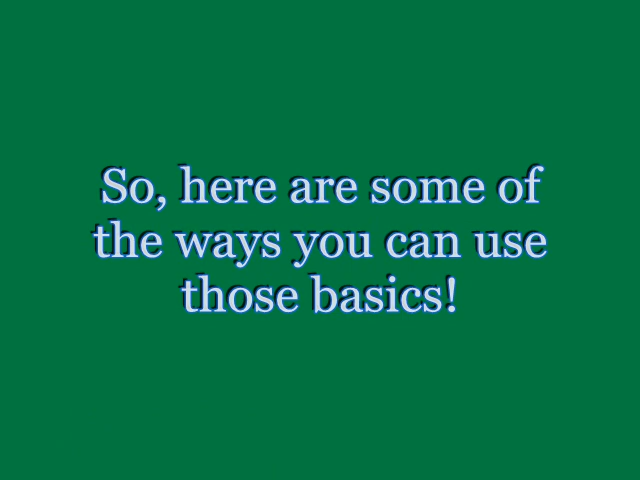 So, here are some of
the ways you can use
those basics!